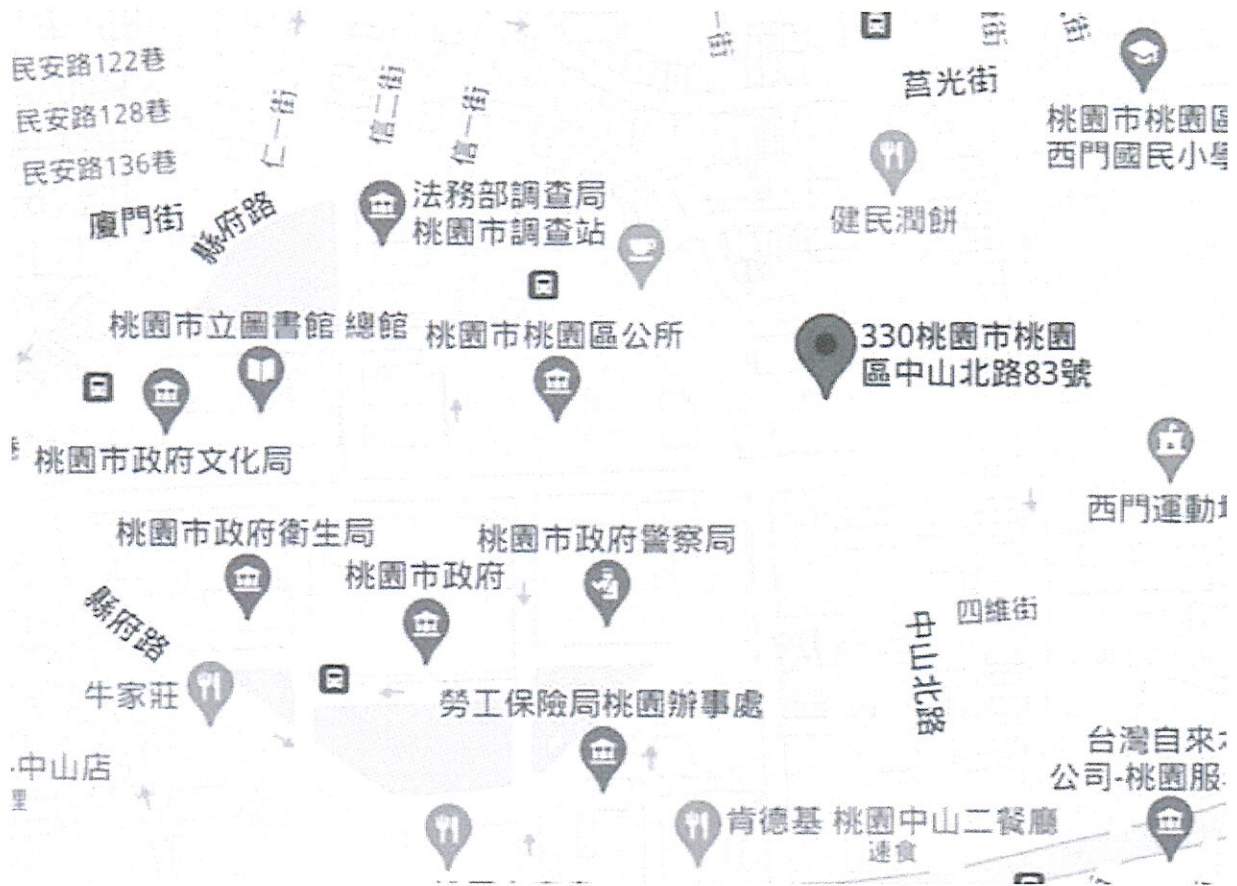 民安路122巷
民安路128巷
民安路136巷
仁一街
信二街
信一街
一街
街
街
莒光街
桃園市桃園區
西門國民小學
廈門街
縣府路
法務部調查局
桃園市調查站
健民潤餅
桃園市立圖書館 總館
桃園市桃園區公所
330桃園市桃園
區中山北路83號
巷
桃園市政府文化局
西門運動
桃園市政府衛生局
桃園市政府警察局
桃園市政府
縣府路
四維街
中山北路
牛家莊
勞工保險局桃園辦事處
中山店
台灣自來
公司-桃園服
肯德基 桃園中山二餐廳
速食